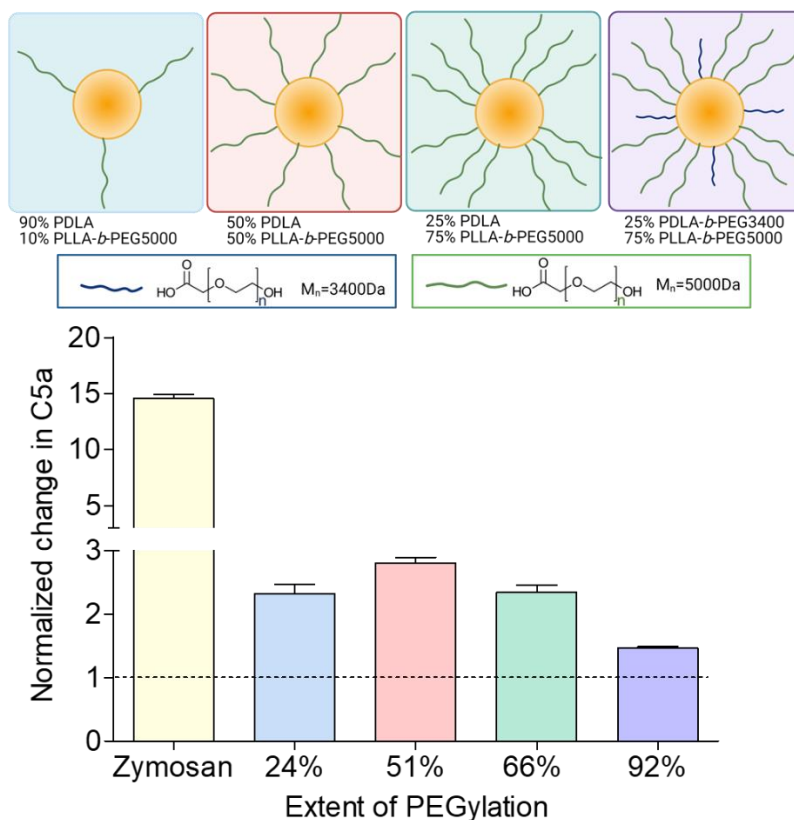 90% PDLA
10% PLLA-b-PEG5000
50% PDLA
50% PLLA-b-PEG5000
25% PDLA
75% PLLA-b-PEG5000
25% PDLA-b-PEG3400
75% PLLA-b-PEG5000
O
HO
O
n
OH
Mn=3400Da
O
HO
O
n
OH
Mn=5000Da
Normalized change in C5a
20
15
10
5
3
2
1
0
Zymosan 24% 51% 66% 92%
Extent of PEGylation